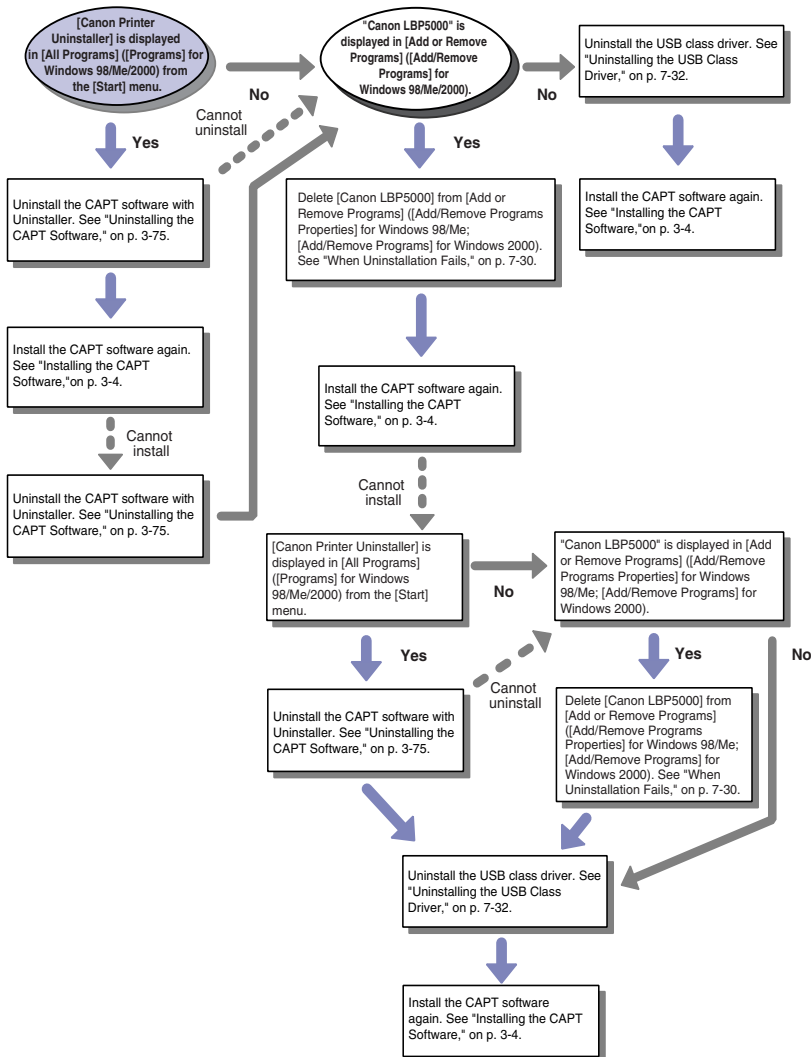 [Canon Printer
Uninstaller] is displayed
in [All Programs] ([Programs] for
Windows 98/Me/2000) from
the [Start] menu.
No
"Canon LBP5000" is
displayed in [Add or Remove
Programs] ([Add/Remove
Programs] for
Windows 98/Me/2000).
No
Uninstall the USB class driver. See
"Uninstalling the USB Class
Driver," on p. 7-32.
Cannot
uninstall
Yes
Yes
Uninstall the CAPT software with
Uninstaller. See "Uninstalling the
CAPT Software," on p. 3-75.
Delete [Canon LBP5000] from [Add or
Remove Programs] ([Add/Remove Programs
Properties] for Windows 98/Me;
[Add/Remove Programs] for Windows 2000).
See "When Uninstallation Fails," on p. 7-30.
Install the CAPT software again.
See "Installing the CAPT
Software,"on p. 3-4.
Install the CAPT software again.
See "Installing the CAPT
Software,"on p. 3-4.
Install the CAPT software again.
See "Installing the CAPT
Software," on p. 3-4.
Cannot
install
Uninstall the CAPT software with
Uninstaller. See "Uninstalling the
CAPT Software," on p. 3-75.
Cannot
install
[Canon Printer Uninstaller] is
displayed in [All Programs]
([Programs] for Windows
98/Me/2000) from the [Start]
menu.
No
"Canon LBP5000" is displayed in [Add
or Remove Programs] ([Add/Remove
Programs Properties] for Windows
98/Me; [Add/Remove Programs] for
Windows 2000).
Yes
Cannot
uninstall
Yes
No
Uninstall the CAPT software with
Uninstaller. See "Uninstalling the
CAPT Software," on p. 3-75.
Delete [Canon LBP5000] from
[Add or Remove Programs]
([Add/Remove Programs
Properties] for Windows 98/Me;
[Add/Remove Programs] for
Windows 2000). See "When
Uninstallation Fails," on p. 7-30.
Uninstall the USB class driver. See
"Uninstalling the USB Class
Driver," on p. 7-32.
Install the CAPT software
again. See "Installing the CAPT
Software," on p. 3-4.